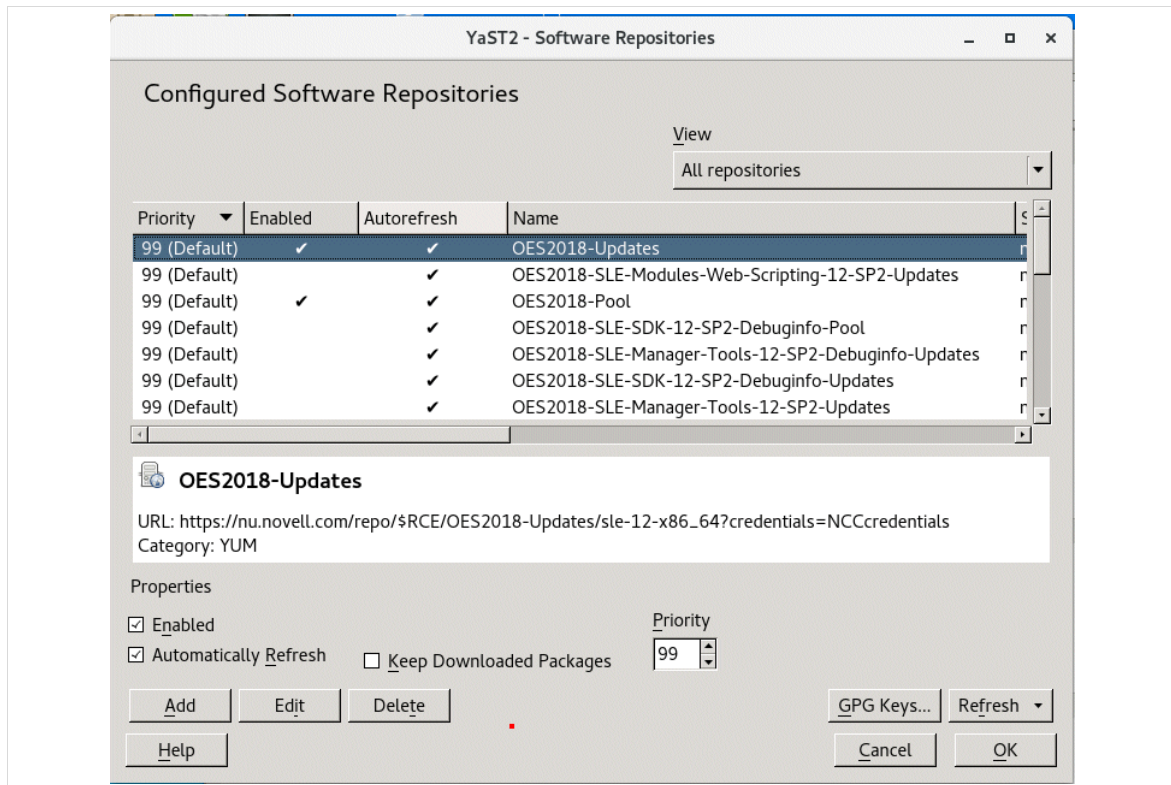 YaST2 - Software Repositories
Configured Software Repositories
View
All repositories
Priority Enabled Autorefresh Name
99 (Default) ✔ ✔ OES2018-Updates
99 (Default) ✔ OES2018-SLE-Modules-Web-Scripting-12-SP2-Updates
99 (Default) ✔ ✔ OES2018-Pool
99 (Default) ✔ OES2018-SLE-SDK-12-SP2-Debuginfo-Pool
99 (Default) ✔ OES2018-SLE-Manager-Tools-12-SP2-Debuginfo-Updates
99 (Default) ✔ OES2018-SLE-SDK-12-SP2-Debuginfo-Updates
99 (Default) ✔ OES2018-SLE-Manager-Tools-12-SP2-Updates
OES2018-Updates
URL: https://nu.novell.com/repo/$RCE/OES2018-Updates/sle-12-x86_64?credentials=NCCcredentials
Category: YUM
Properties
Enabled
Priority
Automatically Refresh Keep Downloaded Packages 99
Add Edit Delete GPG Keys... Refresh
Help Cancel OK